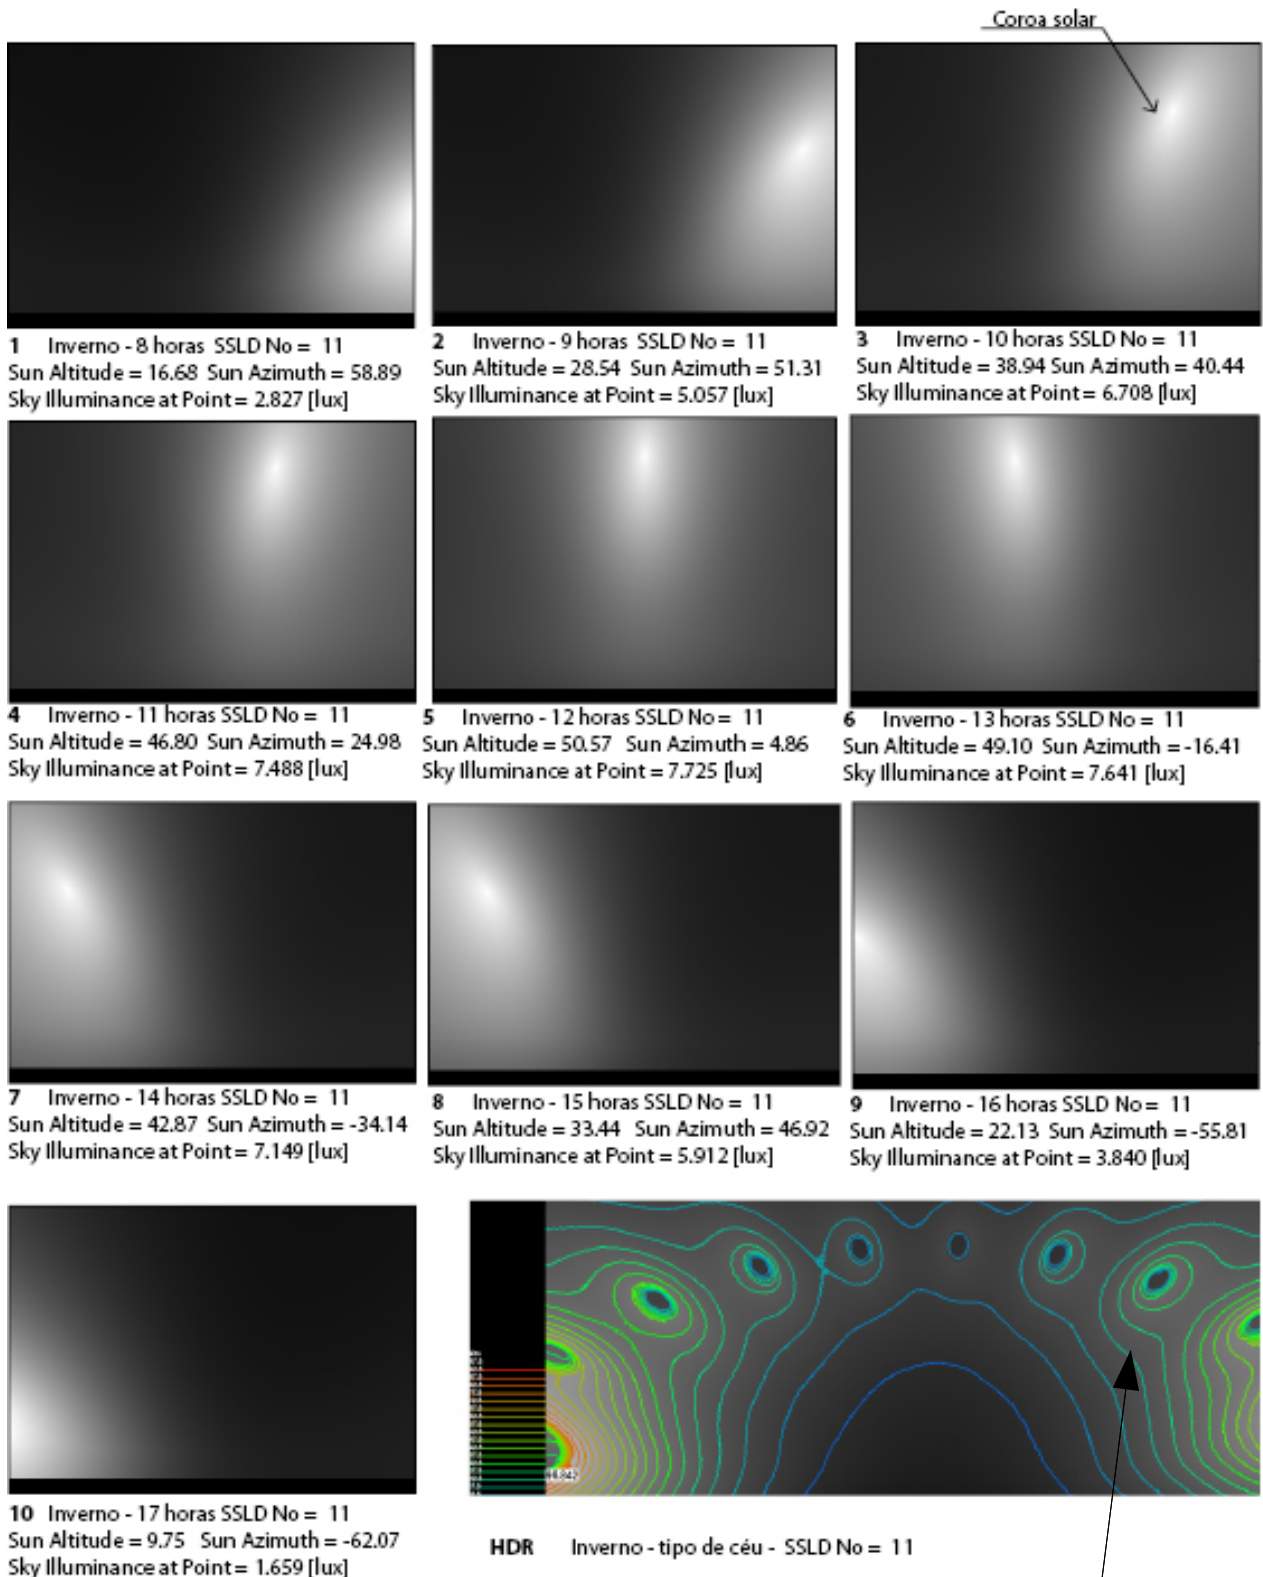 Coroa solar
1 Inverno - 8 horas SSLD No = 11
Sun Altitude = 16.68 Sun Azimuth = 58.89
Sky Illuminance at Point = 2.827 [lux]
2 Inverno - 9 horas SSLD No = 11
Sun Altitude = 28.54 Sun Azimuth = 51.31
Sky Illuminance at Point = 5.057 [lux]
3 Inverno - 10 horas SSLD No = 11
Sun Altitude = 38.94 Sun Azimuth = 40.44
Sky Illuminance at Point = 6.708 [lux]
4 Inverno - 11 horas SSLD No = 11
Sun Altitude = 46.80 Sun Azimuth = 24.98
Sky Illuminance at Point = 7.488 [lux]
5 Inverno - 12 horas SSLD No = 11
Sun Altitude = 50.57 Sun Azimuth = 4.86
Sky Illuminance at Point = 7.725 [lux]
6 Inverno - 13 horas SSLD No = 11
Sun Altitude = 49.10 Sun Azimuth = -16.41
Sky Illuminance at Point = 7.641 [lux]
7 Inverno - 14 horas SSLD No = 11
Sun Altitude = 42.87 Sun Azimuth = -34.14
Sky Illuminance at Point = 7.149 [lux]
8 Inverno - 15 horas SSLD No = 11
Sun Altitude = 33.44 Sun Azimuth = 46.92
Sky Illuminance at Point = 5.912 [lux]
9 Inverno - 16 horas SSLD No = 11
Sun Altitude = 22.13 Sun Azimuth = -55.81
Sky Illuminance at Point = 3.840 [lux]
10 Inverno - 17 horas SSLD No = 11
Sun Altitude = 9.75 Sun Azimuth = -62.07
Sky Illuminance at Point = 1.659 [lux]
HDR Inverno - tipo de céu - SSLD No = 11